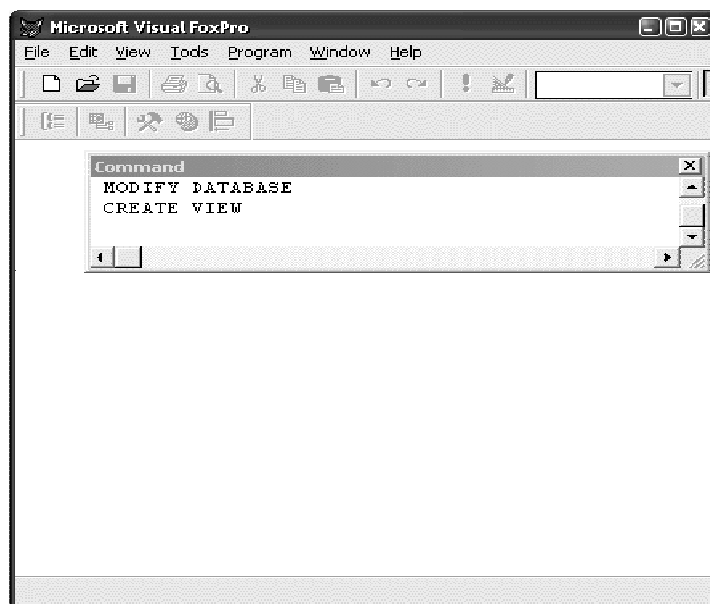 Microsoft Visual FoxPro
File Edit View Tools Program Window Help
Command
MODIFY DATABASE
CREATE VIEW